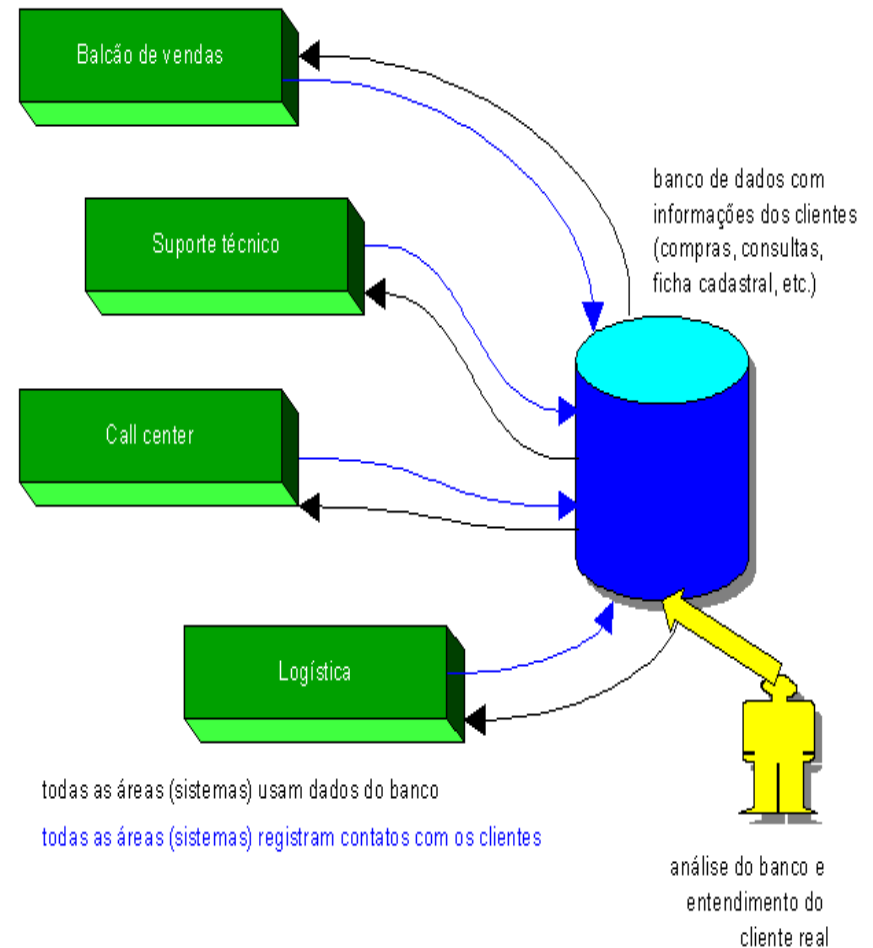 Balcão de vendas
banco de dados com
informações dos clientes
(compras, consultas,
ficha cadastral, etc.)
Suporte técnico
Call center
Logística
todas as áreas (sistemas) usam dados do banco
todas as áreas (sistemas) registram contatos com os clientes
análise do banco e
entendimento do
cliente real